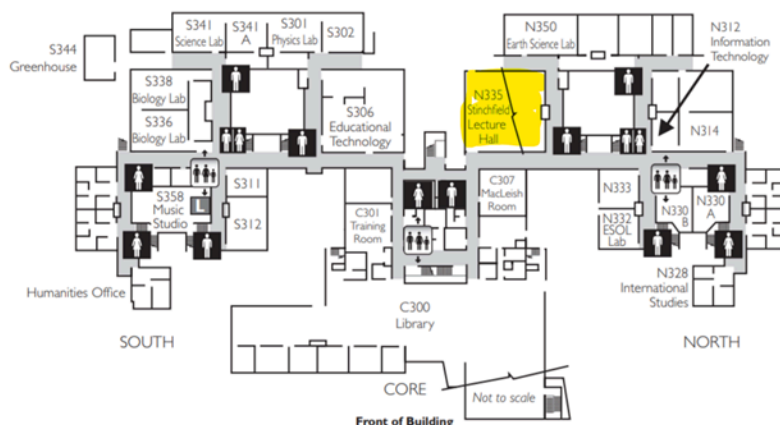 S341
Science Lab
S341
A
S301
Physics Lab
S302
S344
Greenhouse
S338
Biology Lab
S336
Biology Lab
S306
Educational
Technology
N350
Earth Science Lab
N312
Information
Technology
N335
Stinchfield
Lecture
Hall
N314
S358
Music
Studio
L
S311
S312
C301
Training
Room
C307
MacLeish
Room
N333
N332
ESOL
Lab
N330
B
N330
A
Humanities Office
N328
International
Studies
C300
Library
SOUTH
NORTH
CORE
Not to scale
Front of Building